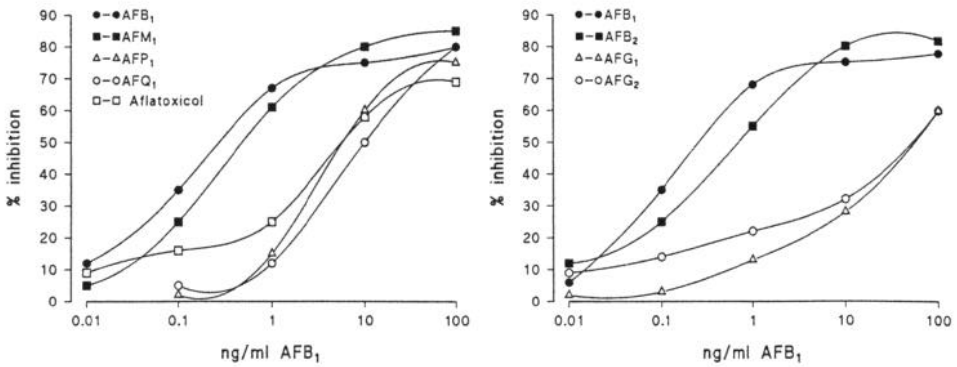 90
80
70
60
50
40
30
20
10
0
% inhibition
AFB₁
AFM₁
AFP₁
AFQ₁
Aflatoxicol
0.01 0.1 1 10 100
ng/ml AFB₁
90
80
70
60
50
40
30
20
10
0
% inhibition
AFB₁
AFB₂
AFG₁
AFG₂
0.01 0.1 1 10 100
ng/ml AFB₁